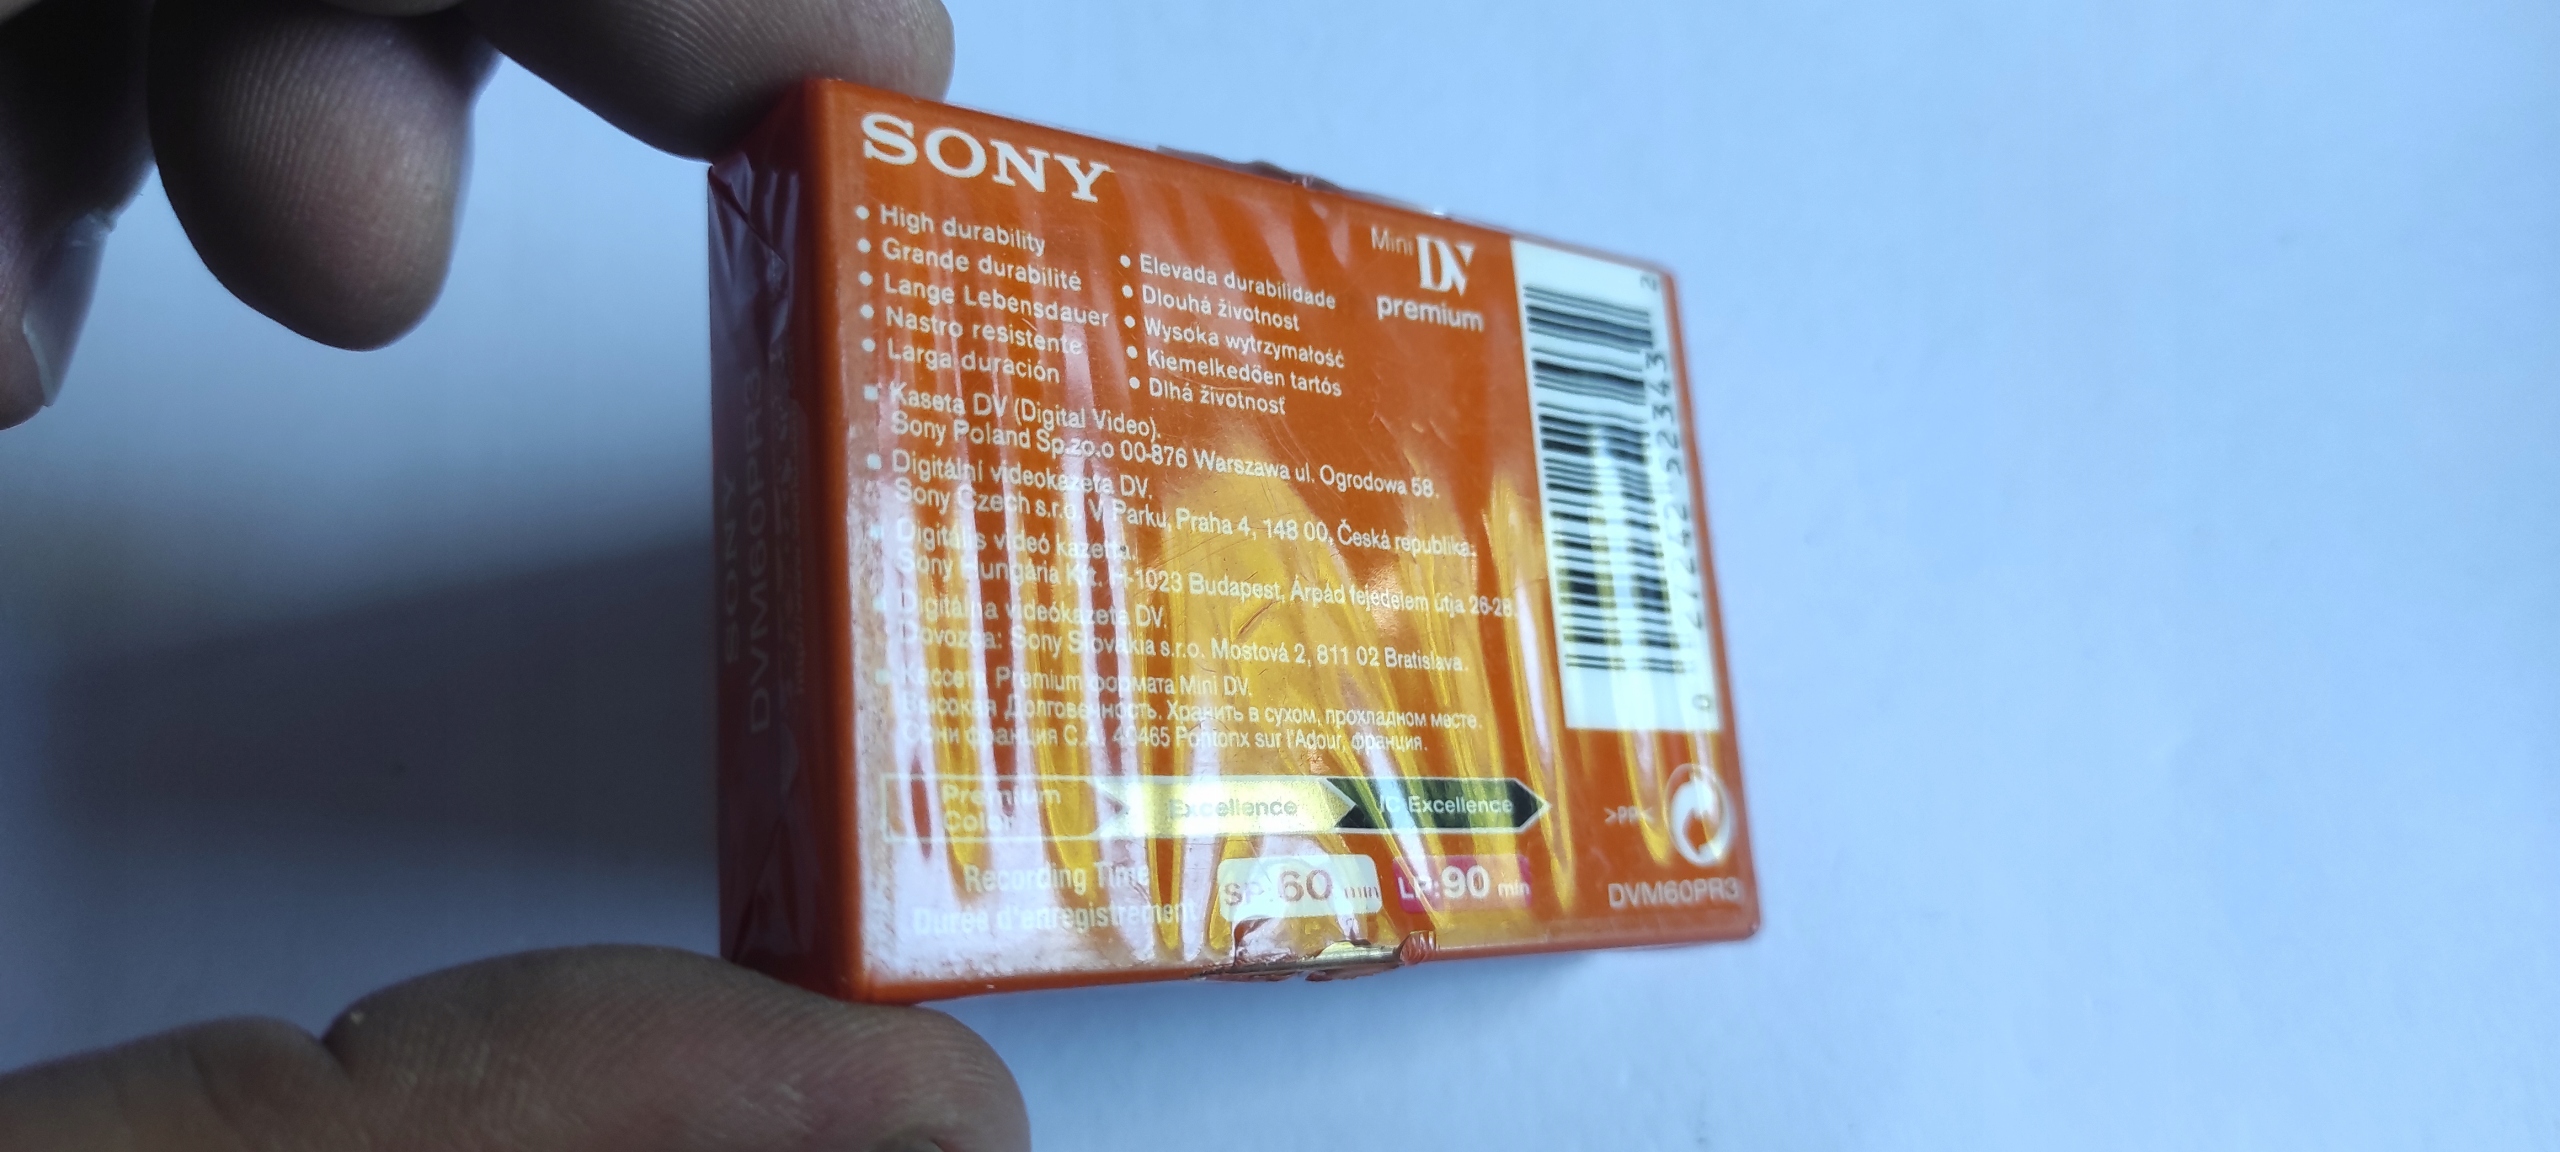 SONY
• High durability
• Grande durabilité
• Lange Lebensdauer
• Nastro resistente
• Larga duración
• Elevada durabilidade
• Dlouhá životnost
• Wysoka wytrzymałość
• Kiemelkedően tartós
• Dlhá životnosť
Mini DV
premium
■ Kaseta DV (Digital Video).
Sony Poland Sp.zo.o 00-876 Warszawa ul. Ogrodowa 58.
■ Digitální videokazeta DV.
Sony Czech s.r.o. V Parku, Praha 4, 148 00, Česká republika.
■ Digitális videó kazetta.
Sony Hungária Kft. H-1023 Budapest, Árpád fejedelem útja 26-28.
■ Digitálna videókazeta DV.
Dovozca: Sony Slovakia s.r.o. Mostová 2, 811 02 Bratislava.
■ Кассета Premium формата Mini DV.
Высокая Долговечность. Хранить в сухом, прохладном месте.
Сони франция С.А. 40465 Pontonx sur l'Adour, франция.
Premium
Color
Excellence
IC Excellence
Recording Time
Durée d'enregistrement
SP:60 min
LP:90 min
>PP<
DVM60PR3
0 27242 52343 2
SONY
DVM60PR3